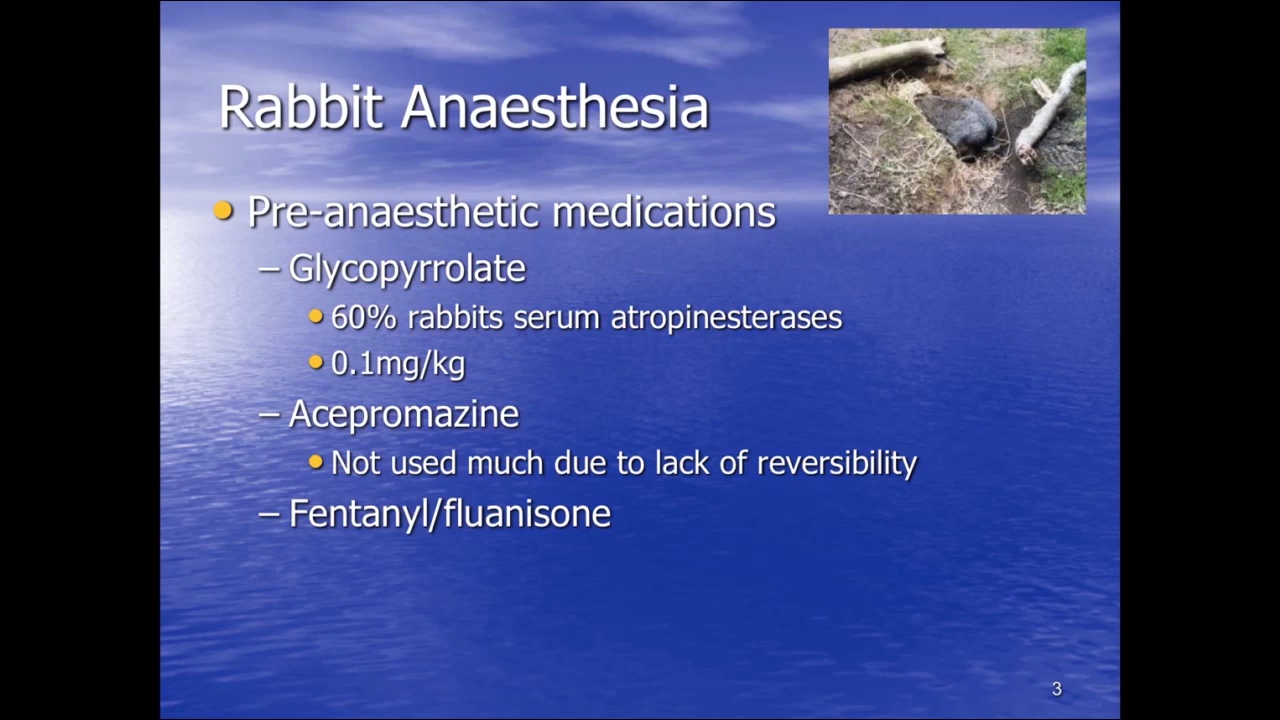 Rabbit Anaesthesia
• Pre-anaesthetic medications
– Glycopyrrolate
• 60% rabbits serum atropinesterases
• 0.1mg/kg
– Acepromazine
• Not used much due to lack of reversibility
– Fentanyl/fluanisone
3